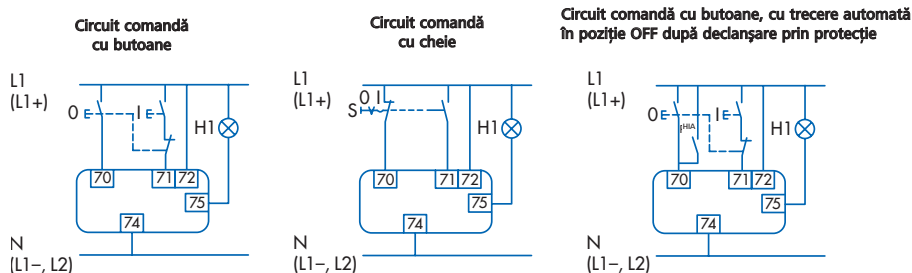 Circuit comandă
cu butoane
L1
(L1+)
0
I
H1
70
71
72
75
74
N
(L1–, L2)
Circuit comandă
cu cheie
L1
(L1+)
0 I
S
H1
70
71
72
75
74
N
(L1–, L2)
Circuit comandă cu butoane, cu trecere automată
în poziție OFF după declanșare prin protecție
L1
(L1+)
0
HIA
I
H1
70
71
72
75
74
N
(L1–, L2)